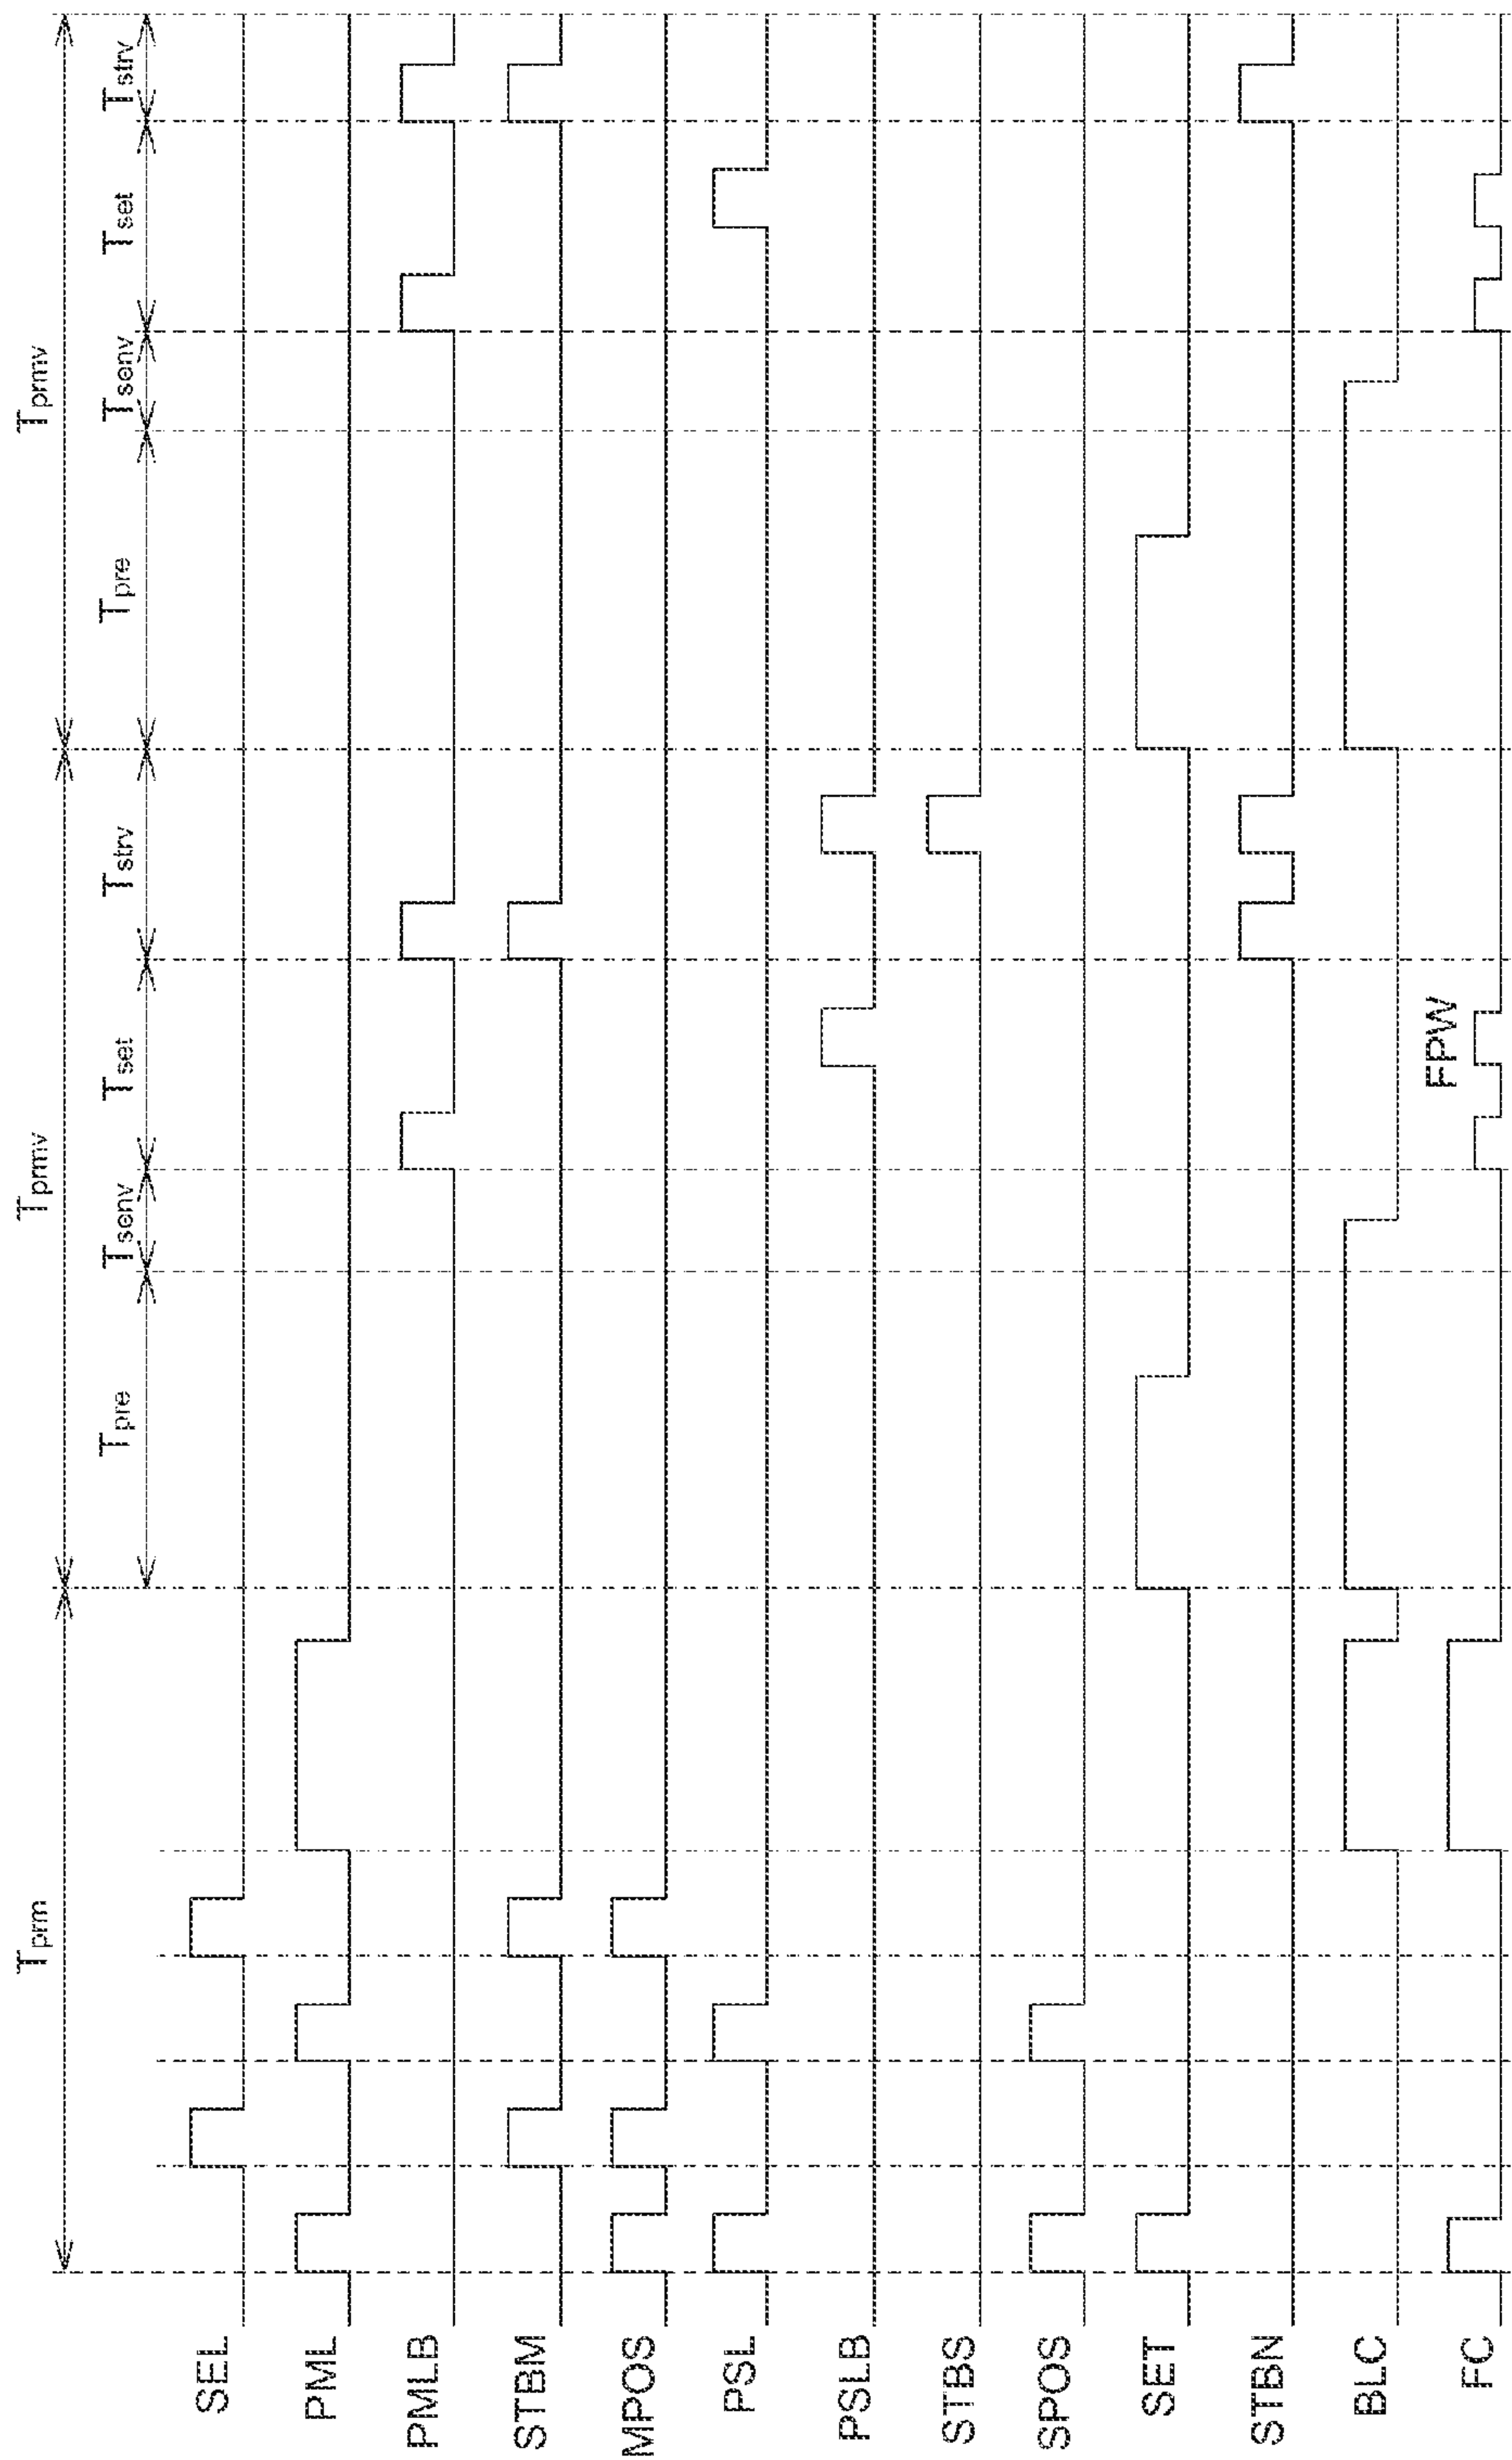 Tprm
Tprmv
Tprmv
Tpre
Tsenv
Tset
Tstrv
Tpre
Tsenv
Tset
Tstrv
SEL
PML
PMLB
STBM
MPOS
PSL
PSLB
STBS
SPOS
SET
STBN
BLC
FPW
FC